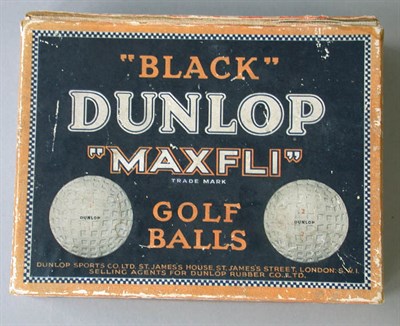 "BLACK"
DUNLOP
"MAXFLI"
TRADE MARK
GOLF
BALLS
DUNLOP
2
DUNLOP
DUNLOP SPORTS CO. LTD. ST. JAMES'S HOUSE, ST. JAMES'S STREET, LONDON. S.W.1.
SELLING AGENTS FOR DUNLOP RUBBER CO. LTD.